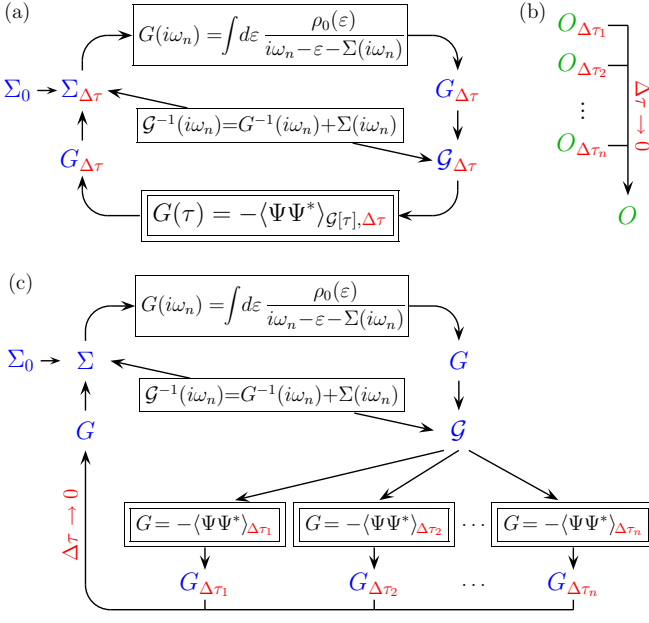 (a)
G(iω_n) = ∫dε ρ_0(ε) / (iω_n−ε−Σ(iω_n))
Σ_0 Σ_Δτ G_Δτ
𝒢^{−1}(iω_n)=G^{−1}(iω_n)+Σ(iω_n)
G_Δτ 𝒢_Δτ
G(τ) = −⟨ΨΨ*⟩_{𝒢[τ],Δτ}
(b)
O_{Δτ_1}
O_{Δτ_2}
⋮
O_{Δτ_n}
Δτ → 0
O
(c)
G(iω_n) = ∫dε ρ_0(ε) / (iω_n−ε−Σ(iω_n))
Σ_0 Σ G
𝒢^{−1}(iω_n)=G^{−1}(iω_n)+Σ(iω_n)
G 𝒢
Δτ → 0
G = −⟨ΨΨ*⟩_{Δτ_1} G = −⟨ΨΨ*⟩_{Δτ_2} ⋯ G = −⟨ΨΨ*⟩_{Δτ_n}
G_{Δτ_1} G_{Δτ_2} ⋯ G_{Δτ_n}